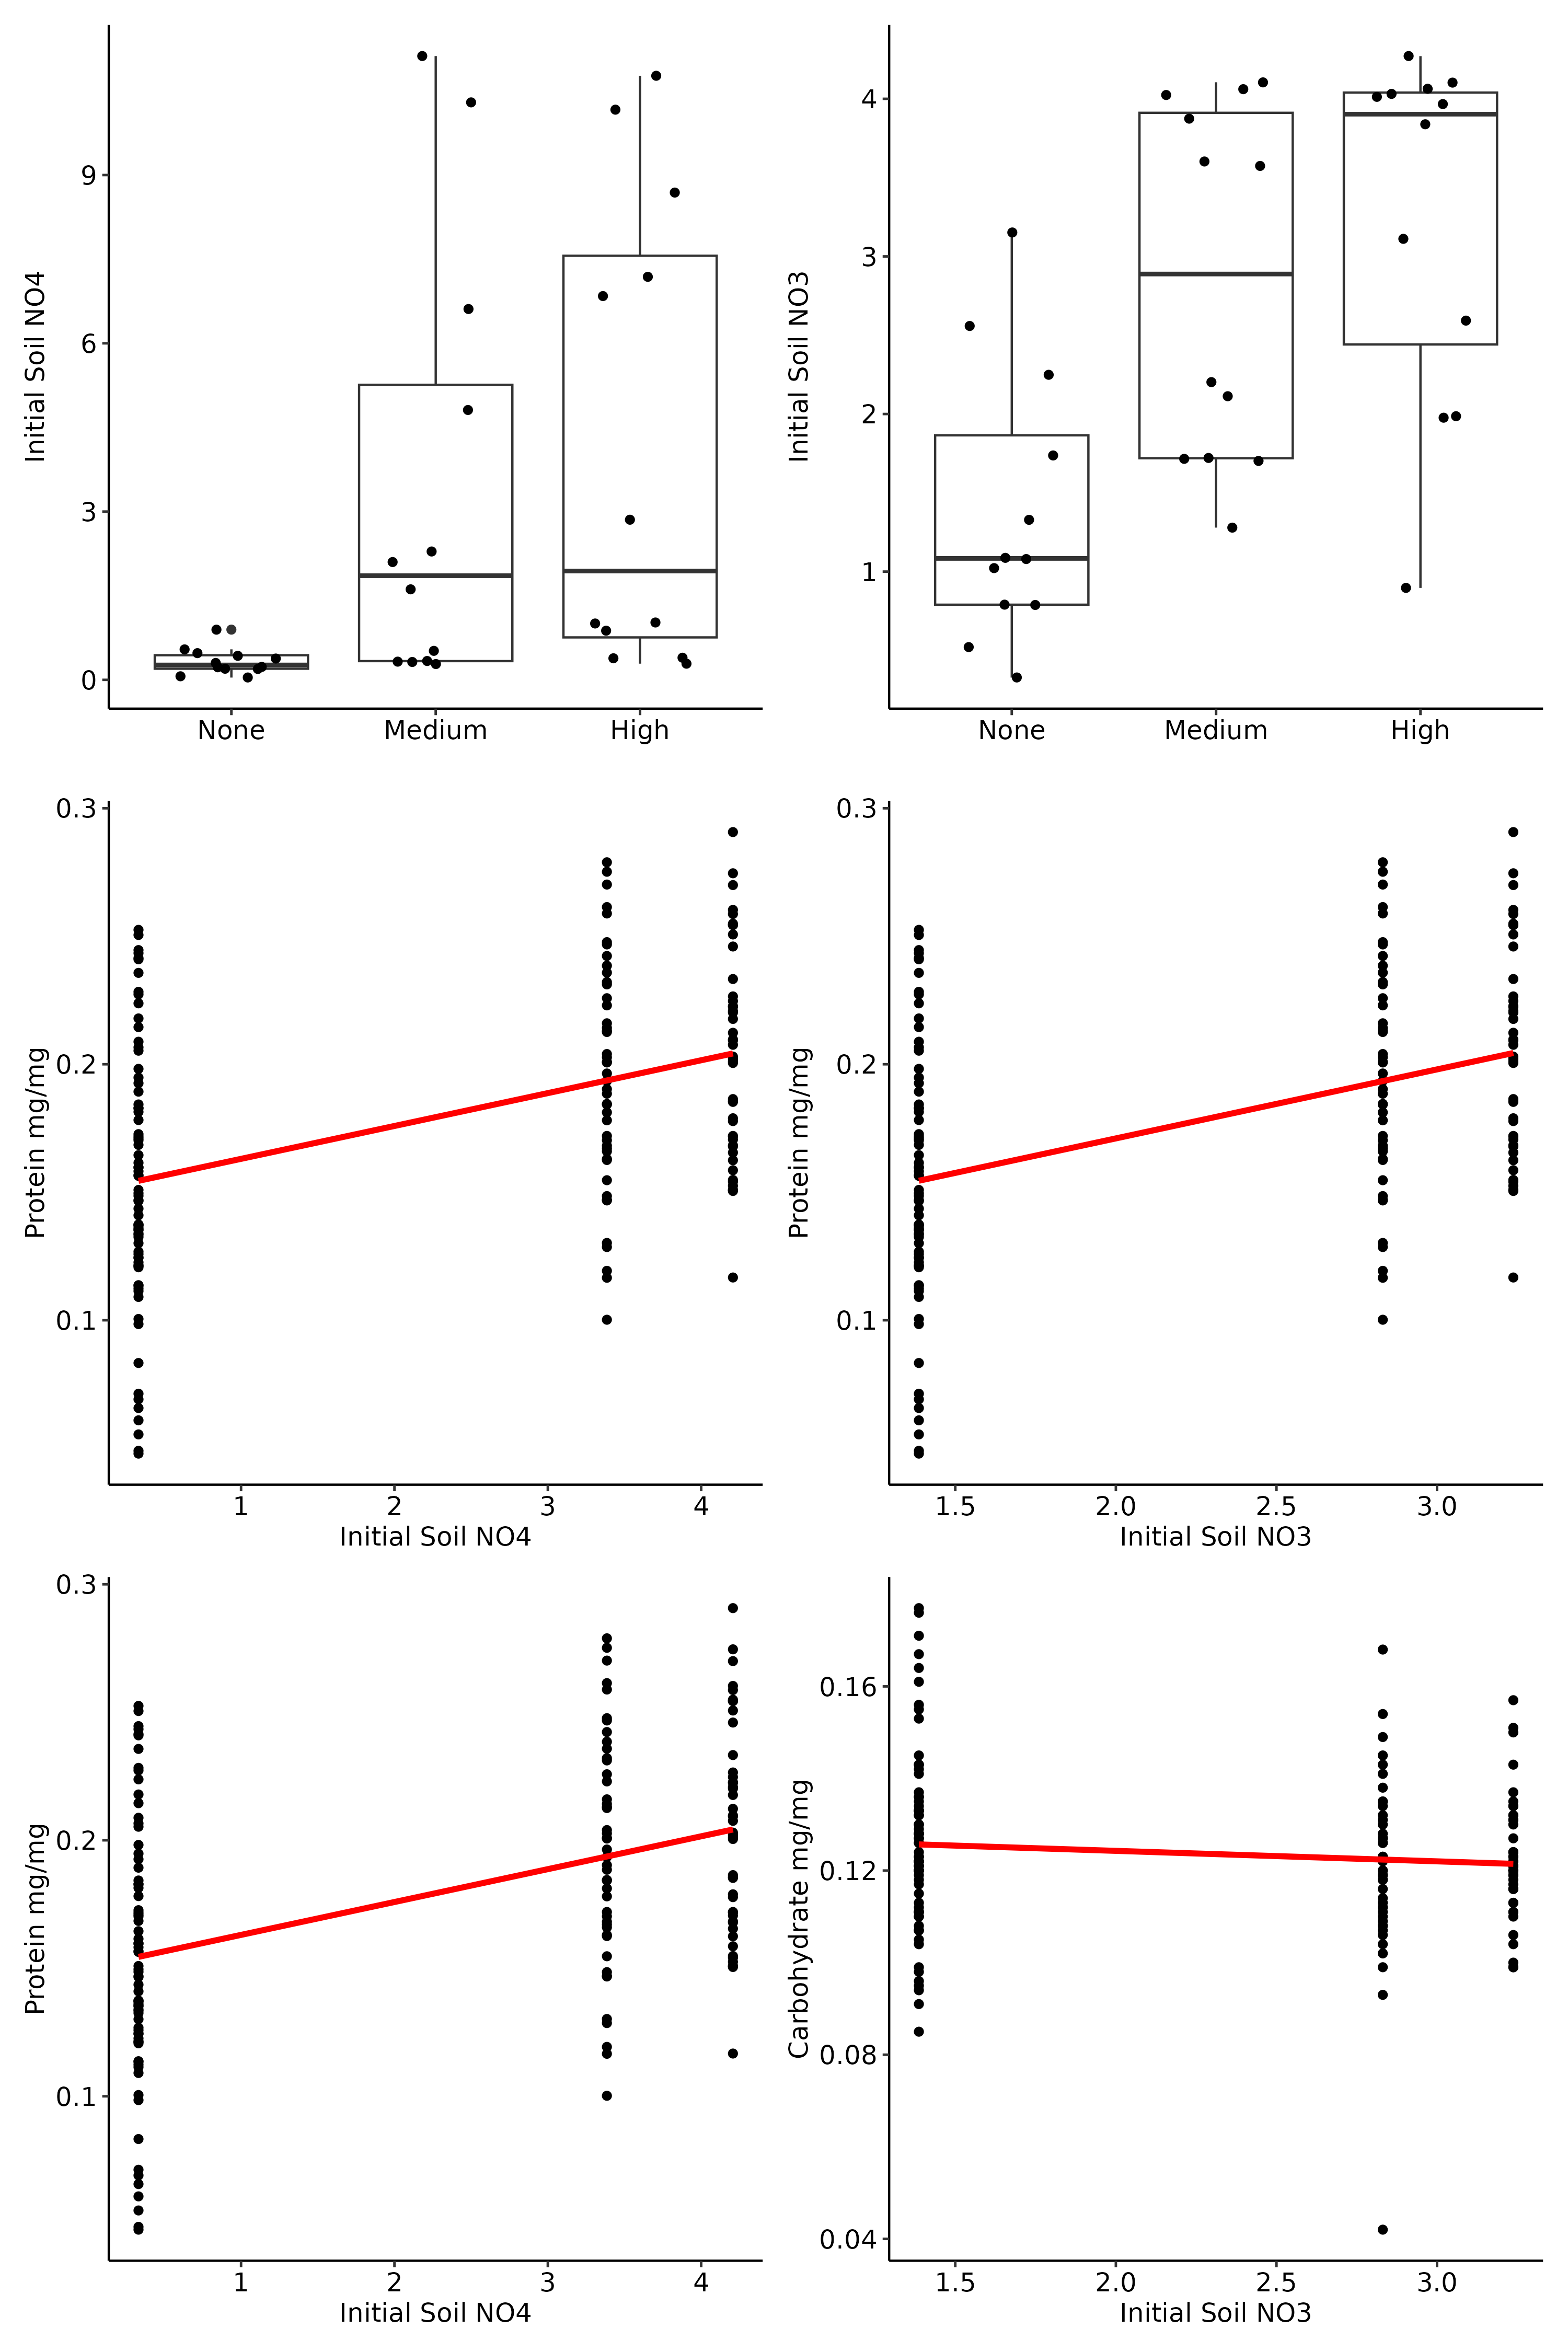 Initial Soil NO4
9
6
3
0
None Medium High
Initial Soil NO3
4
3
2
1
None Medium High
Protein mg/mg
0.3
0.2
0.1
1 2 3 4
Initial Soil NO4
Protein mg/mg
0.3
0.2
0.1
1.5 2.0 2.5 3.0
Initial Soil NO3
Protein mg/mg
0.3
0.2
0.1
1 2 3 4
Initial Soil NO4
Carbohydrate mg/mg
0.16
0.12
0.08
0.04
1.5 2.0 2.5 3.0
Initial Soil NO3